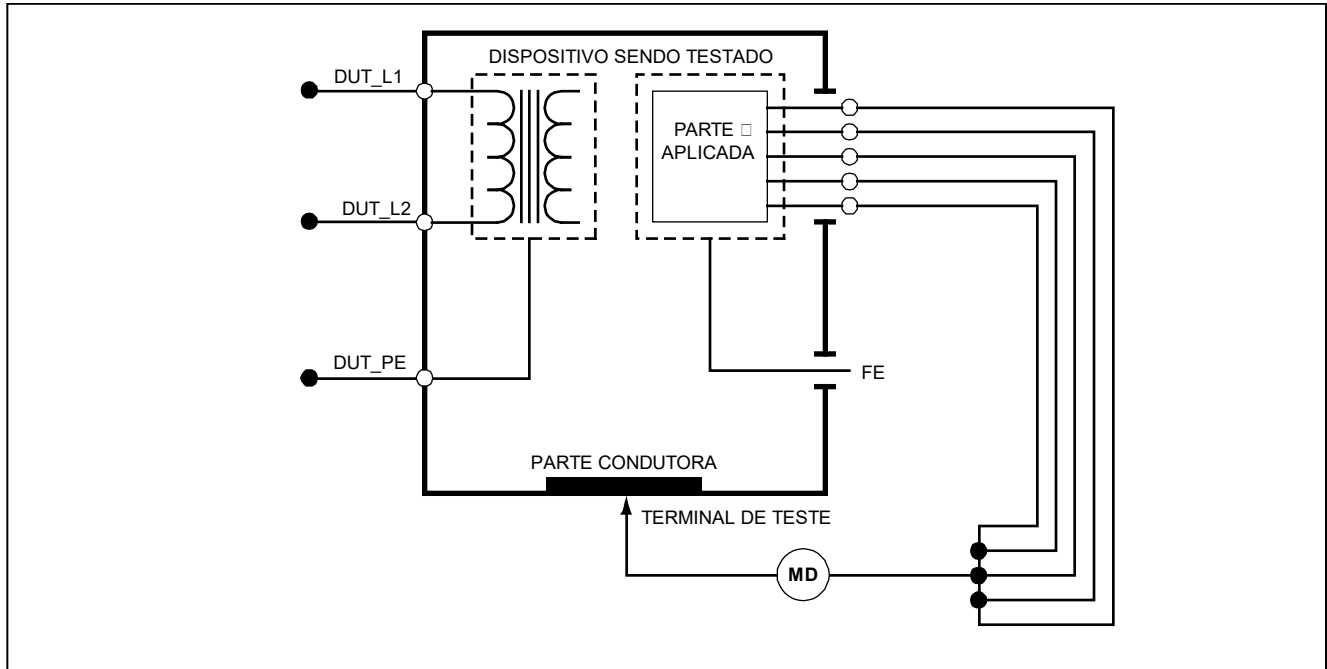 DISPOSITIVO SENDO TESTADO
DUT_L1
PARTE □
APLICADA
DUT_L2
DUT_PE
FE
PARTE CONDUTORA
TERMINAL DE TESTE
MD